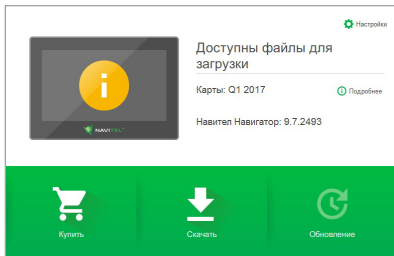 Настройки
Доступны файлы для
загрузки
Карты: Q1 2017
Подробнее
Навител Навигатор: 9.7.2493
NAVITEL
Купить
Скачать
Обновление